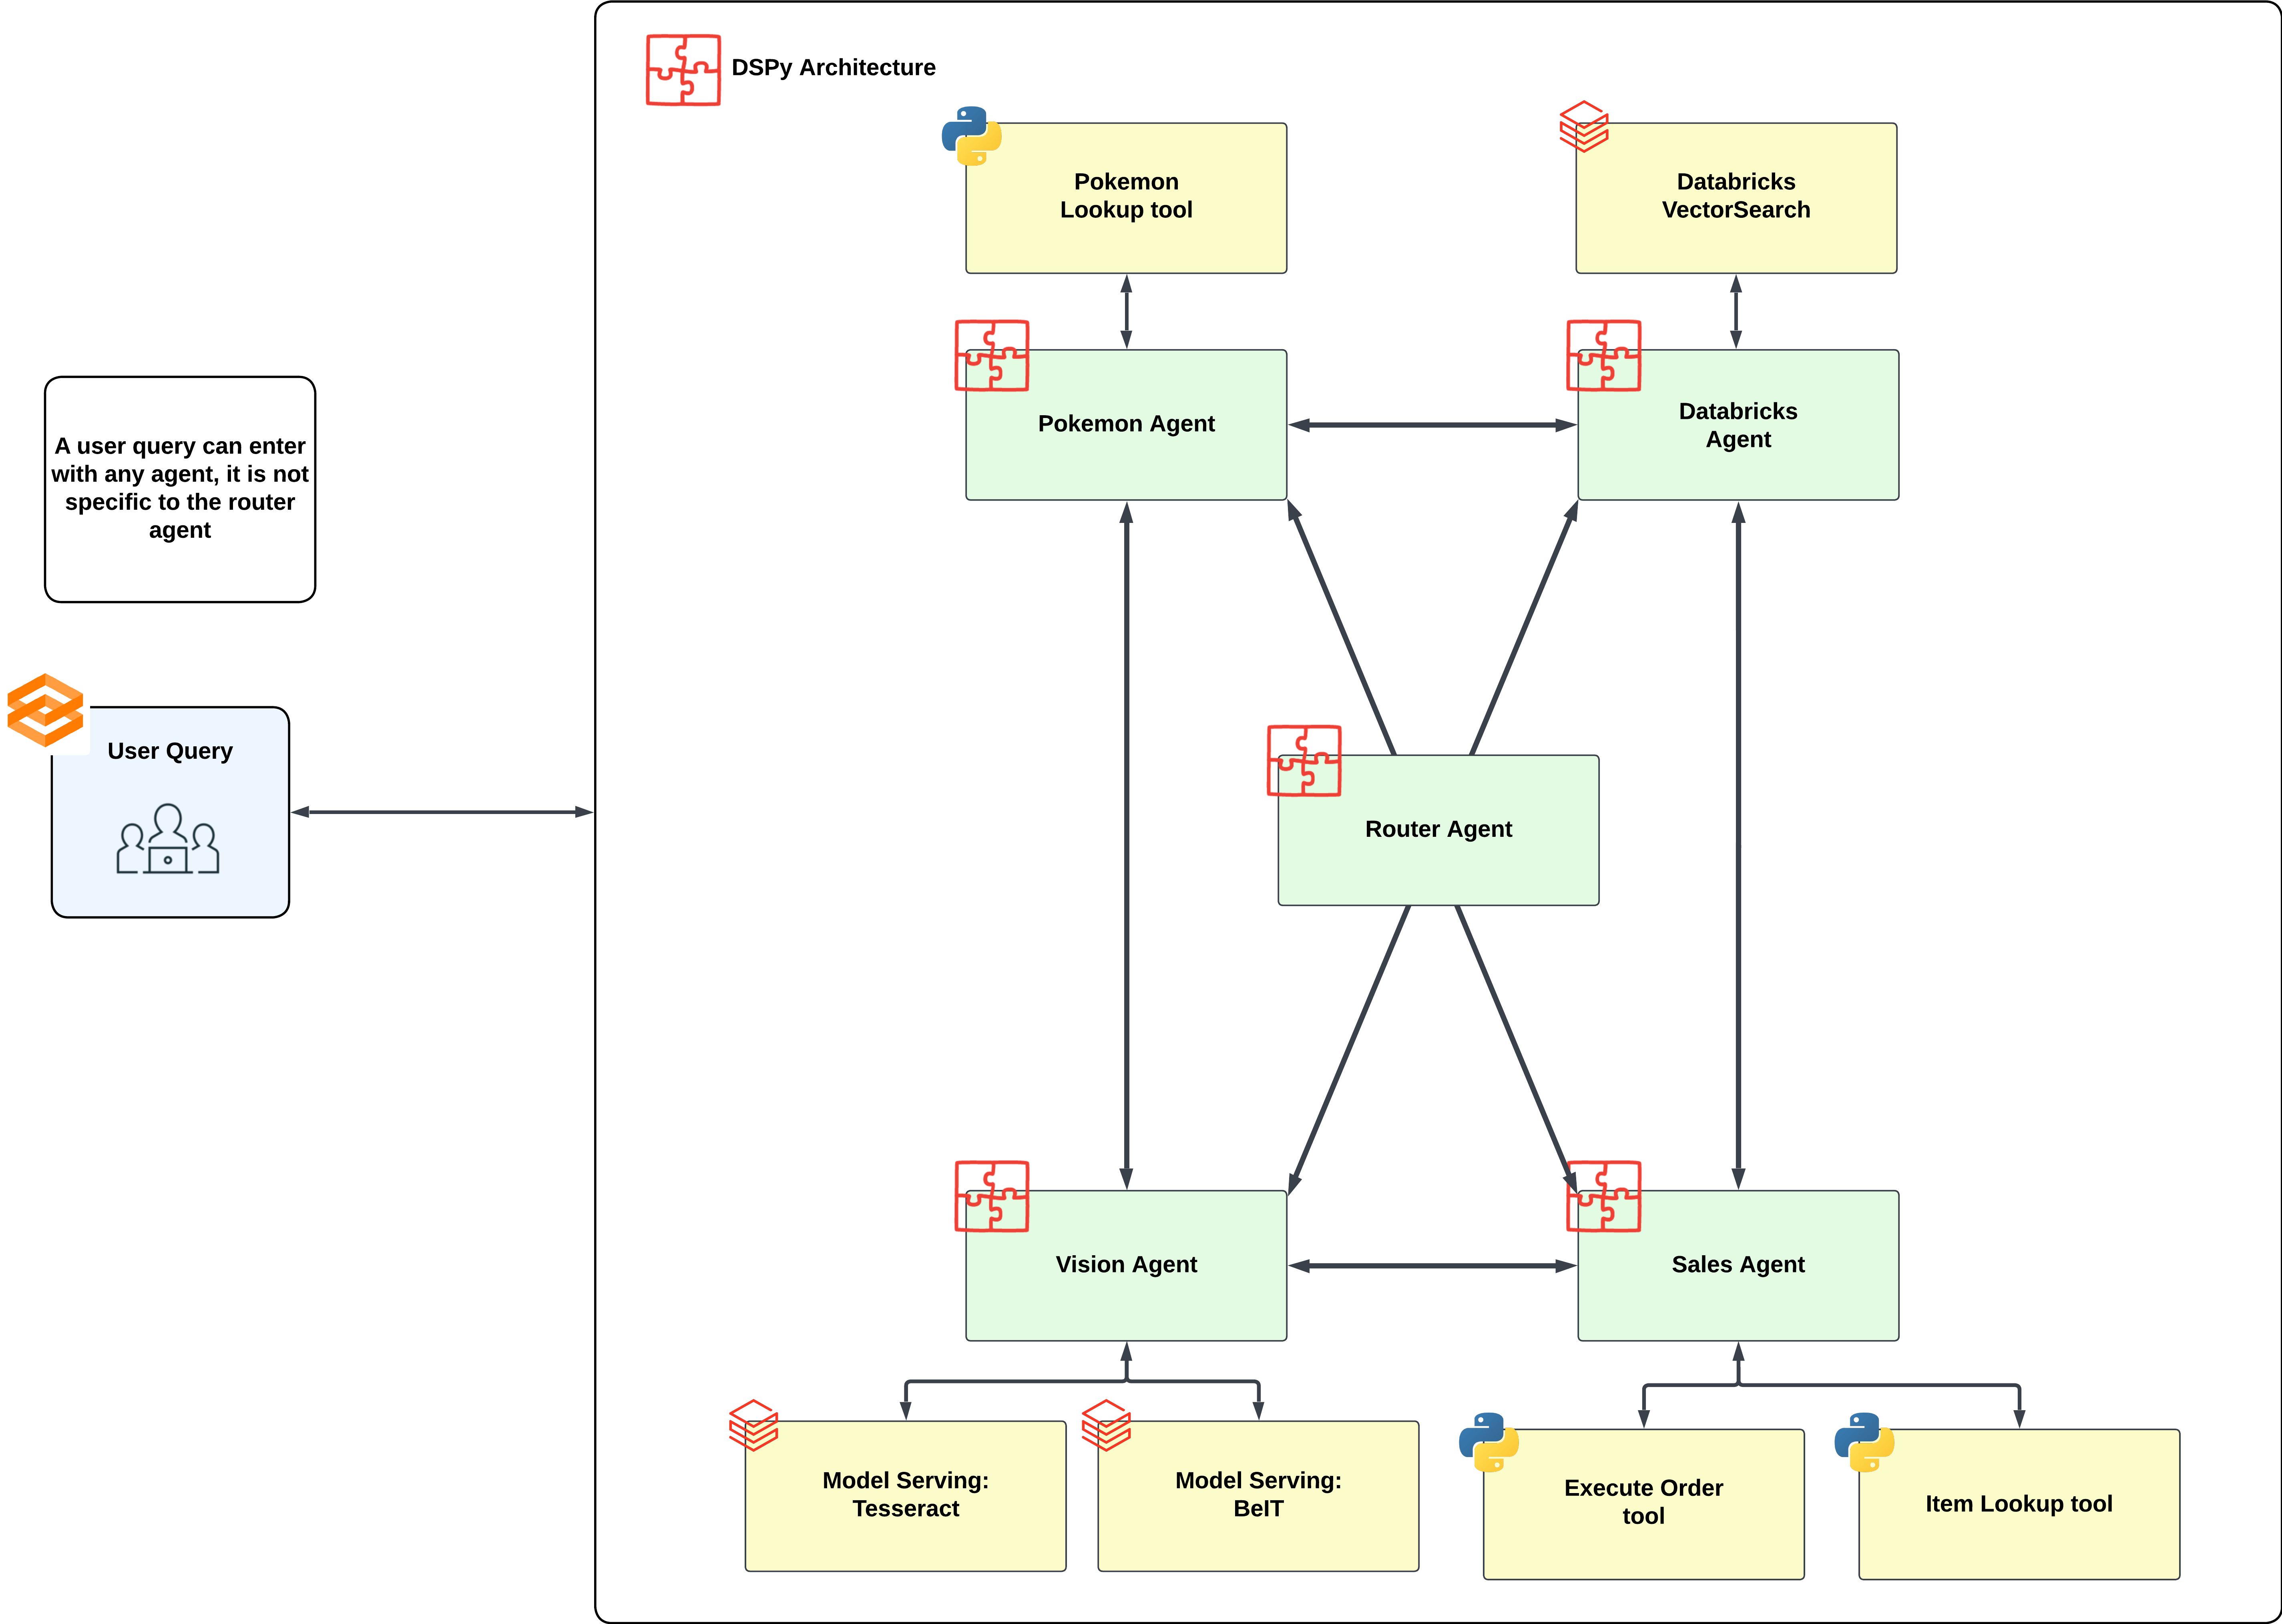 DSPy Architecture
Pokemon
Lookup tool
Databricks
VectorSearch
Pokemon Agent
Databricks
Agent
A user query can enter
with any agent, it is not
specific to the router
agent
User Query
Router Agent
Vision Agent
Sales Agent
Model Serving:
Tesseract
Model Serving:
BeIT
Execute Order
tool
Item Lookup tool